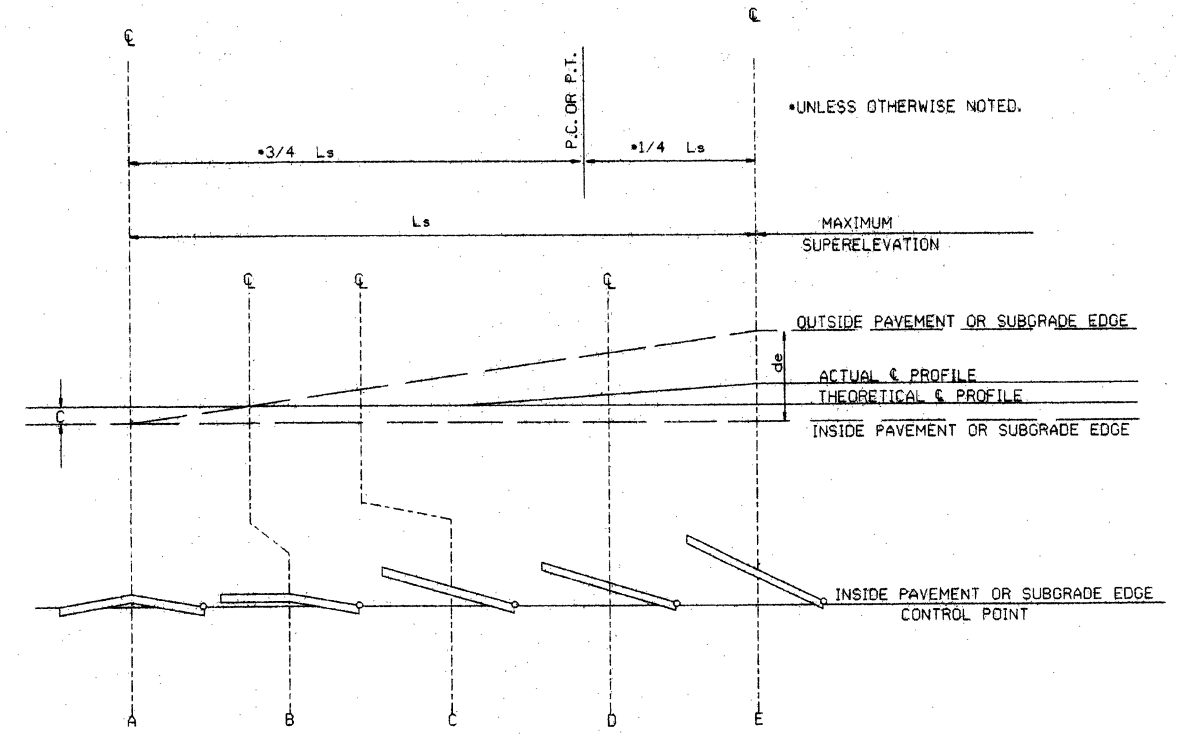 ℄
℄
P.C. OR P.T.
*UNLESS OTHERWISE NOTED.
*3/4 Ls
*1/4 Ls
Ls
MAXIMUM
SUPERELEVATION
℄
℄
℄
OUTSIDE PAVEMENT OR SUBGRADE EDGE
de
ACTUAL ℄ PROFILE
THEORETICAL ℄ PROFILE
C
INSIDE PAVEMENT OR SUBGRADE EDGE
INSIDE PAVEMENT OR SUBGRADE EDGE
CONTROL POINT
A
B
C
D
E